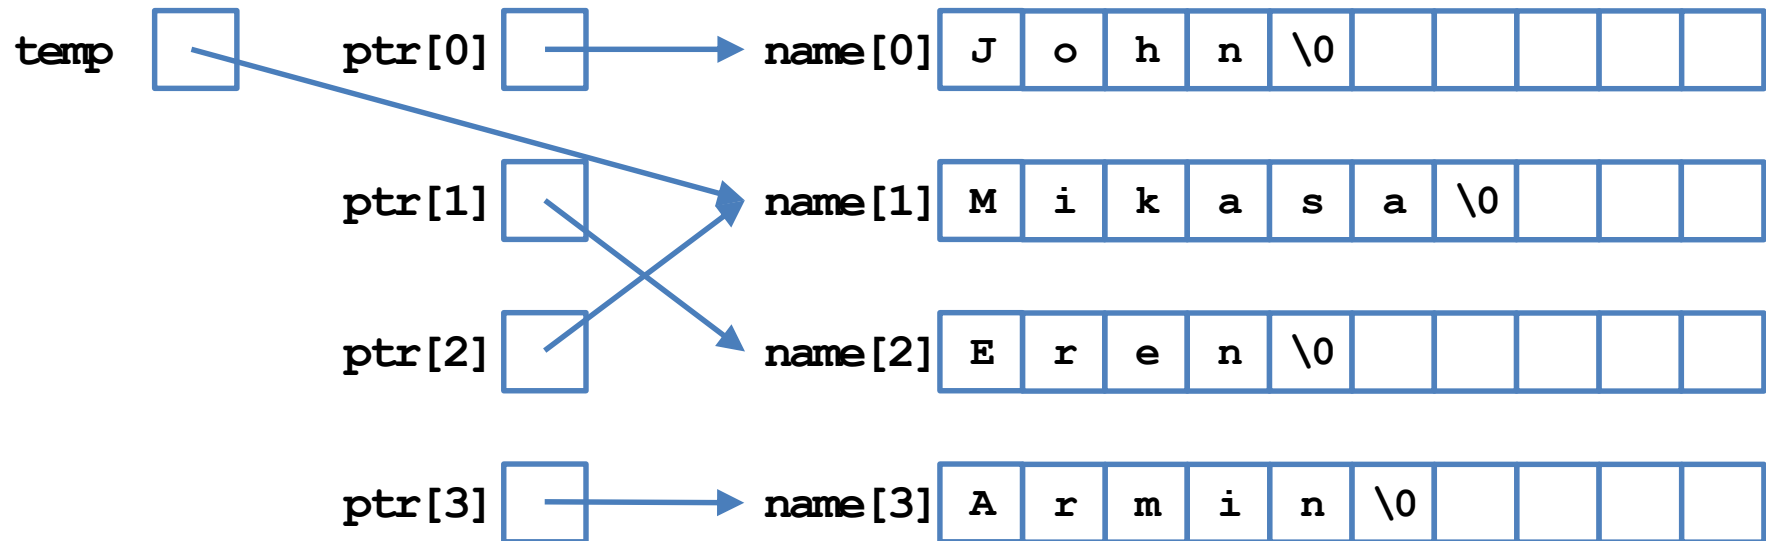 temp ptr[0] name[0] J o h n \0
ptr[1] name[1] M i k a s a \0
ptr[2] name[2] E r e n \0
ptr[3] name[3] A r m i n \0